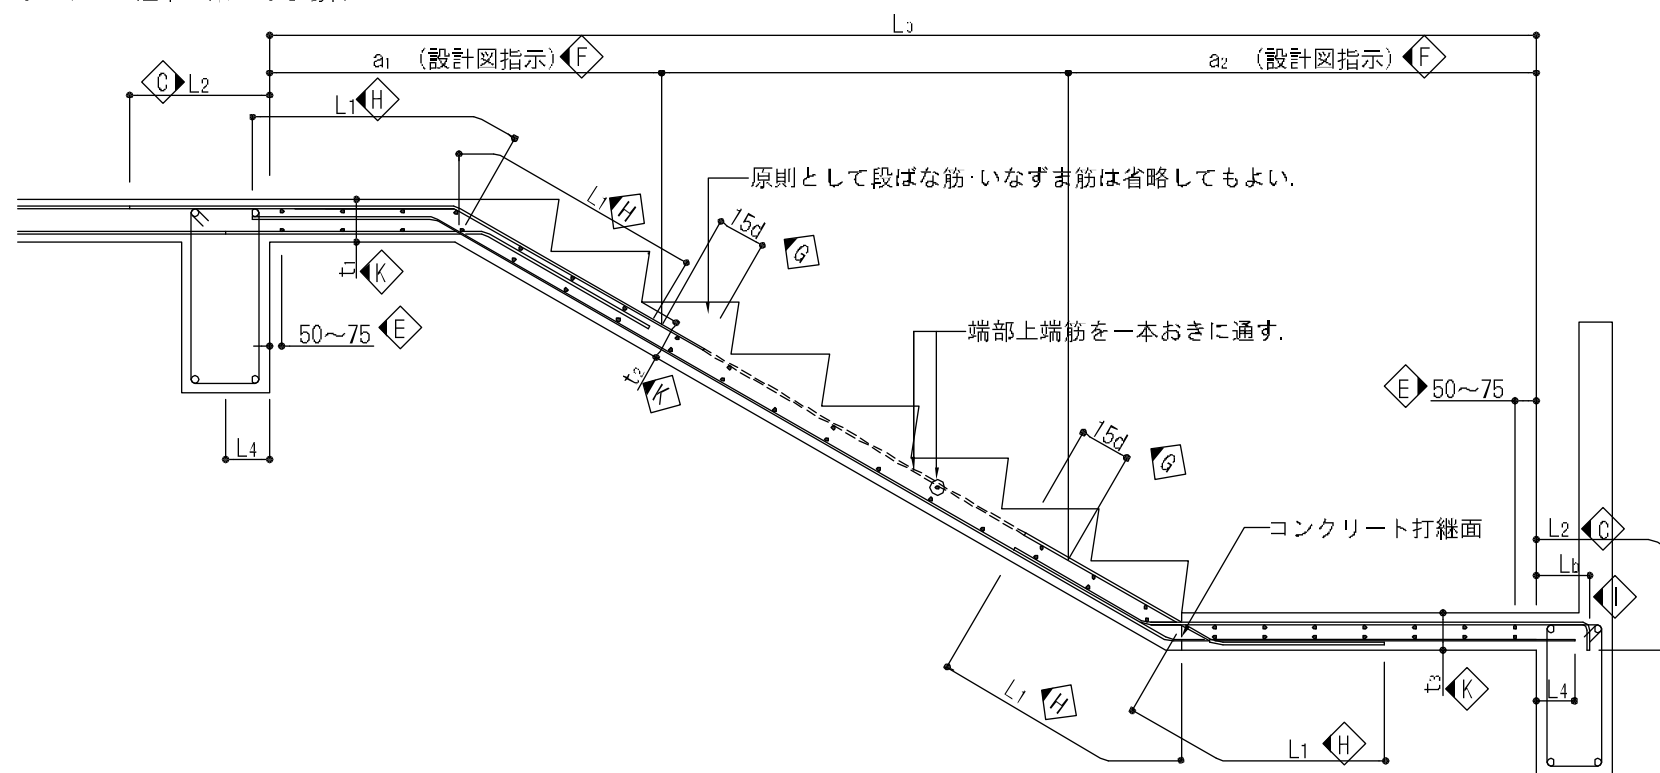 L0
a1 (設計図指示) F
a2 (設計図指示) F
C L2
L1 H
原則として段ばな筋・いなずま筋は省略してもよい.
L1 H
15d G
t1 K
50~75 E
端部上端筋を一本おきに通す.
t2 K
E 50~75
L4
15d G
コンクリート打継面
L2 C
Lb
I
L1 H
t3 K
L4
L1 H